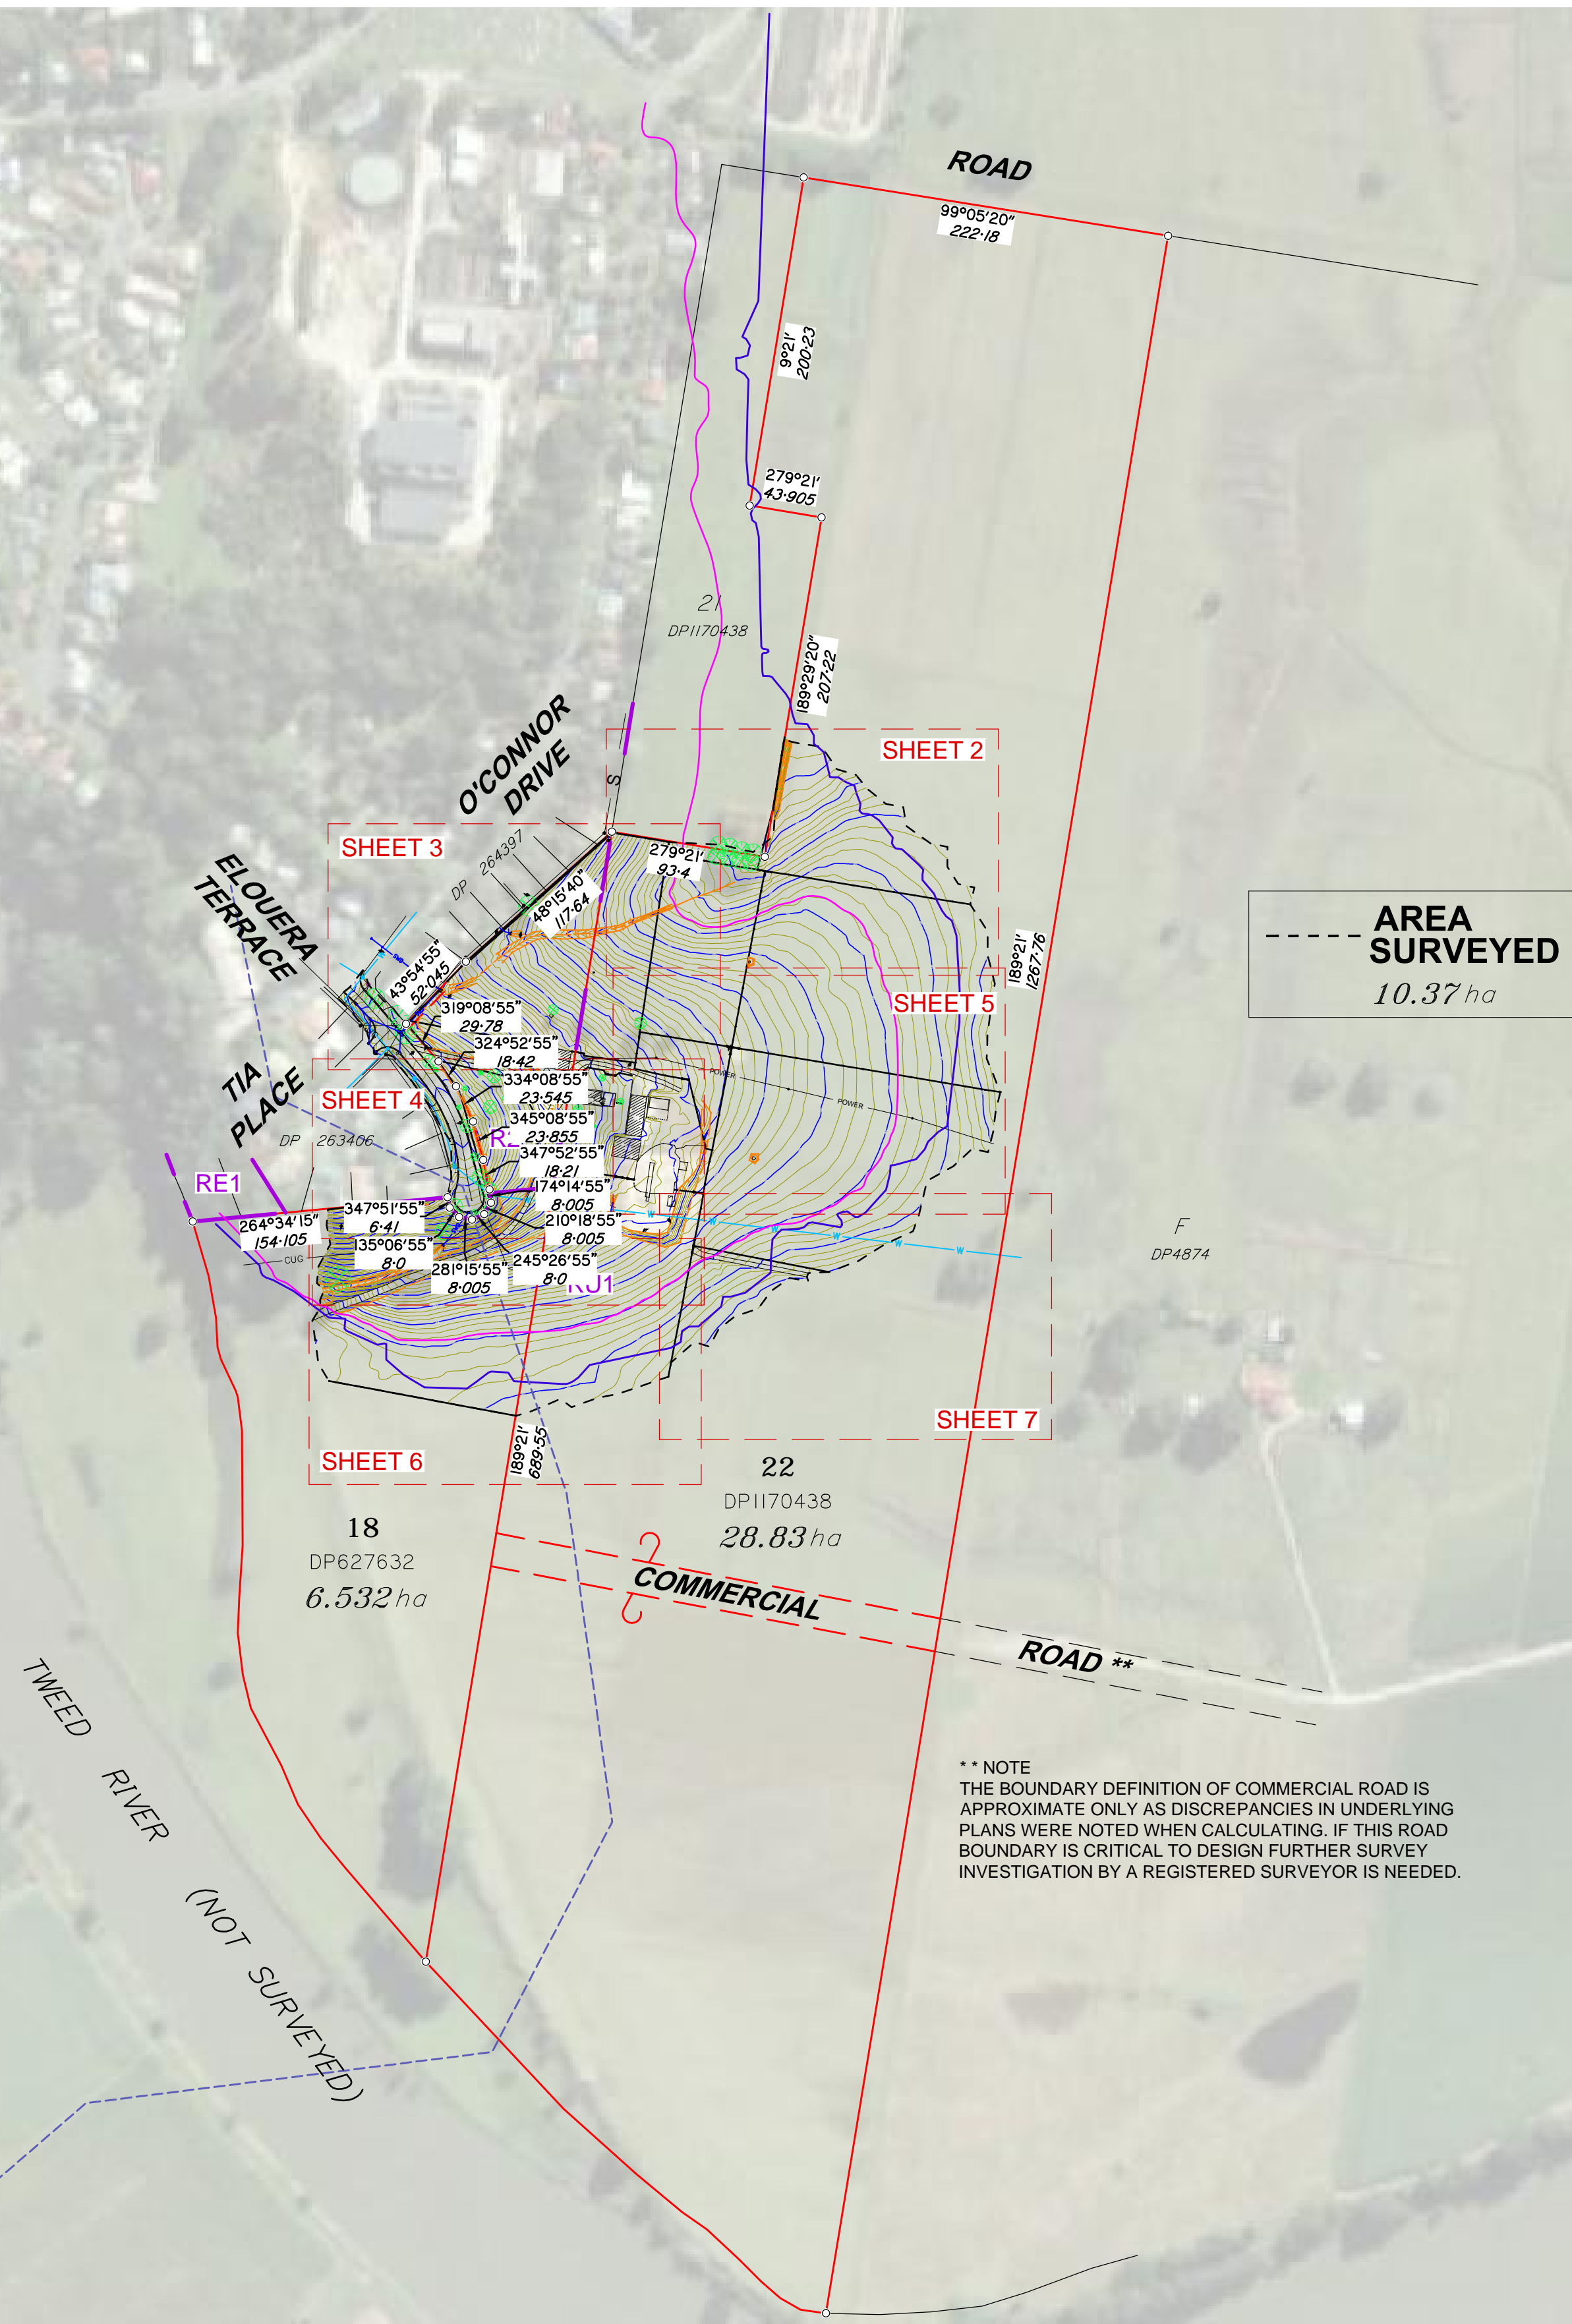 ROAD
99°05'20"
222·18
9°21'
200·23
279°21'
43·905
21
DP1170438
189°29'20"
207·22
O'CONNOR
DRIVE
S
SHEET 2
SHEET 3
DP 264397
279°21'
93·4
48°15'40"
117·64
ELOUERA
TERRACE
43°54'55"
52·045
AREA
SURVEYED
10.37 ha
189°21'
1267·76
SHEET 5
319°08'55"
29·78
324°52'55"
18·42
POWER
POWER
334°08'55"
23·545
TIA
PLACE
SHEET 4
345°08'55"
23·855
DP 263406
347°52'55"
18·21
RE1
174°14'55"
8·005
347°51'55"
6·41
264°34'15"
154·105
210°18'55"
8·005
W
W
W
W
W
W
F
DP4874
CUG
135°06'55"
8·0
245°26'55"
8·0
281°15'55"
8·005
RU1
SHEET 7
189°21'
689·55
SHEET 6
22
DP1170438
28.83 ha
18
DP627632
6.532 ha
COMMERCIAL
ROAD **
TWEED RIVER (NOT SURVEYED)
* * NOTE
THE BOUNDARY DEFINITION OF COMMERCIAL ROAD IS
APPROXIMATE ONLY AS DISCREPANCIES IN UNDERLYING
PLANS WERE NOTED WHEN CALCULATING. IF THIS ROAD
BOUNDARY IS CRITICAL TO DESIGN FURTHER SURVEY
INVESTIGATION BY A REGISTERED SURVEYOR IS NEEDED.